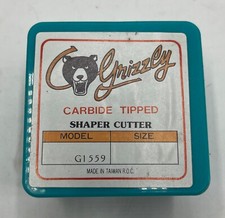 Grizzly
CARBIDE TIPPED
SHAPER CUTTER
MODEL SIZE
G1559
MADE IN TAIWAN R.O.C.